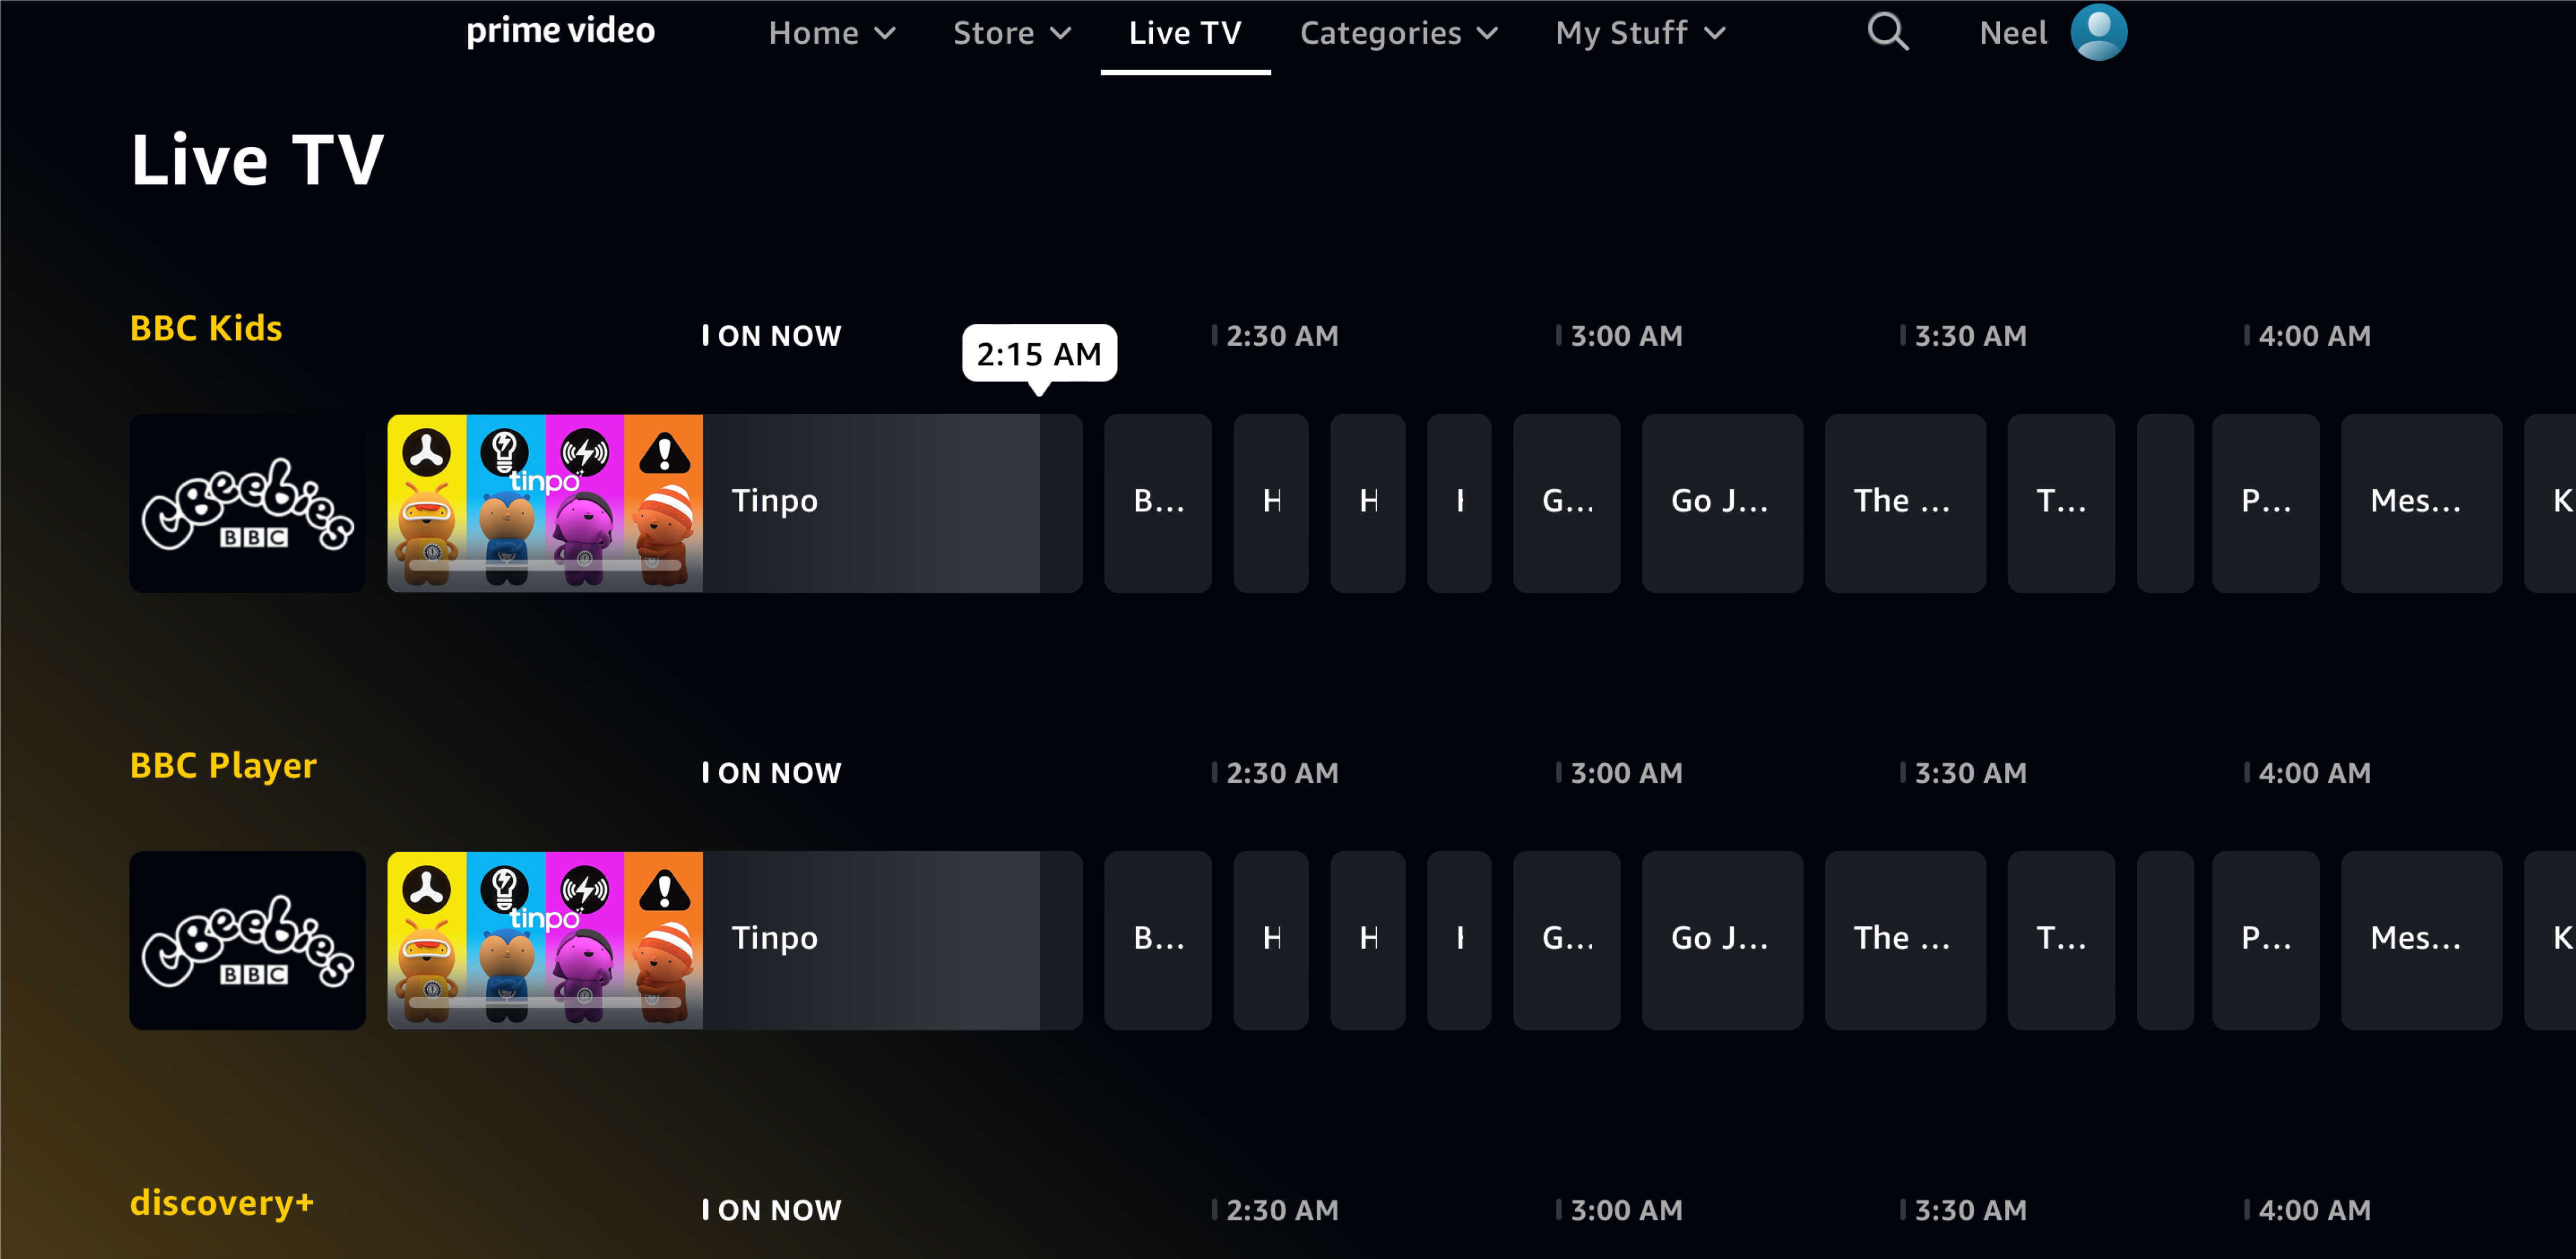 prime video Home Store Live TV Categories My Stuff Neel
Live TV
BBC Kids
ON NOW 2:15 AM 2:30 AM 3:00 AM 3:30 AM 4:00 AM
CBeebies
BBC
tinpo
Tinpo B... H H G... Go J... The ... T... P... Mes... K
BBC Player
ON NOW 2:30 AM 3:00 AM 3:30 AM 4:00 AM
CBeebies
BBC
tinpo
Tinpo B... H H G... Go J... The ... T... P... Mes... K
discovery+
ON NOW 2:30 AM 3:00 AM 3:30 AM 4:00 AM